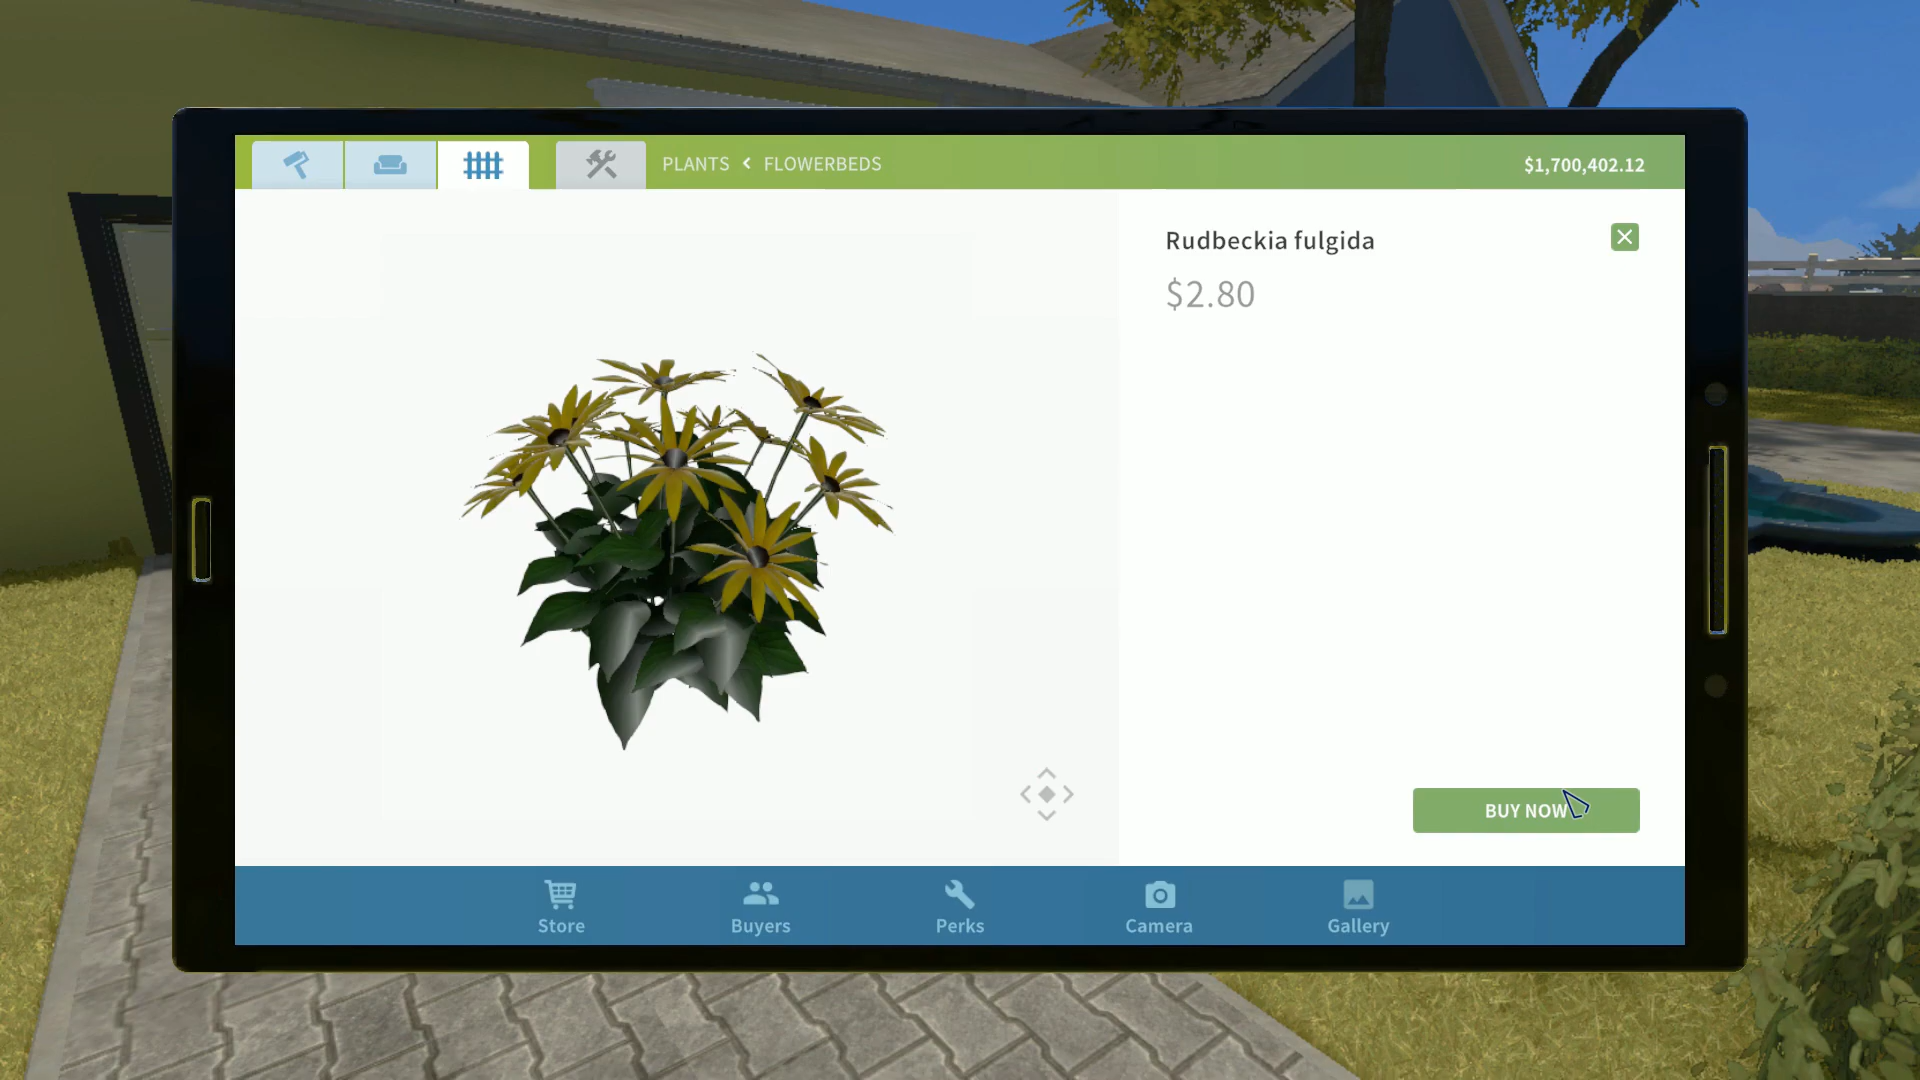 PLANTS < FLOWERBEDS
$1,700,402.12
Rudbeckia fulgida
$2.80
BUY NOW
Store
Buyers
Perks
Camera
Gallery